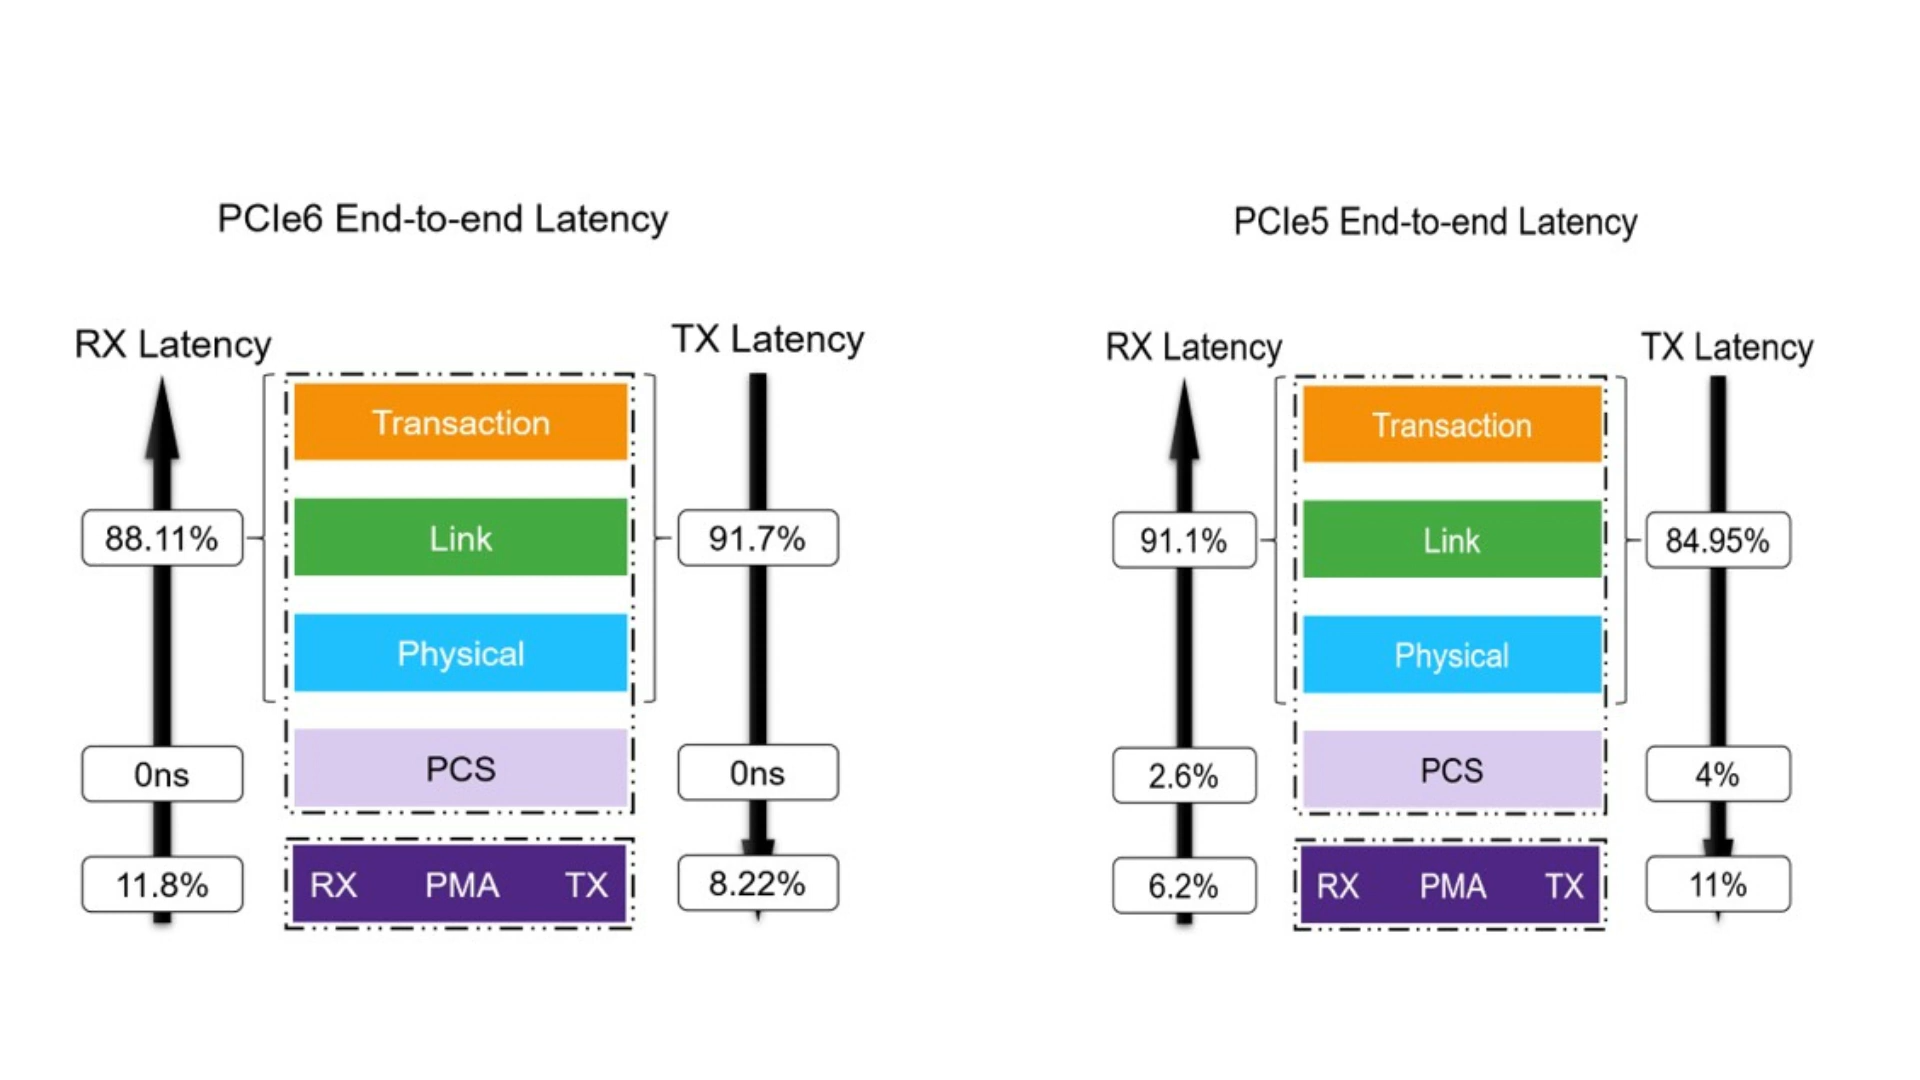 PCIe6 End-to-end Latency
RX Latency
TX Latency
Transaction
88.11%
Link
91.7%
Physical
0ns
PCS
0ns
11.8%
RX PMA TX
8.22%
PCIe5 End-to-end Latency
RX Latency
TX Latency
Transaction
91.1%
Link
84.95%
Physical
2.6%
PCS
4%
6.2%
RX PMA TX
11%